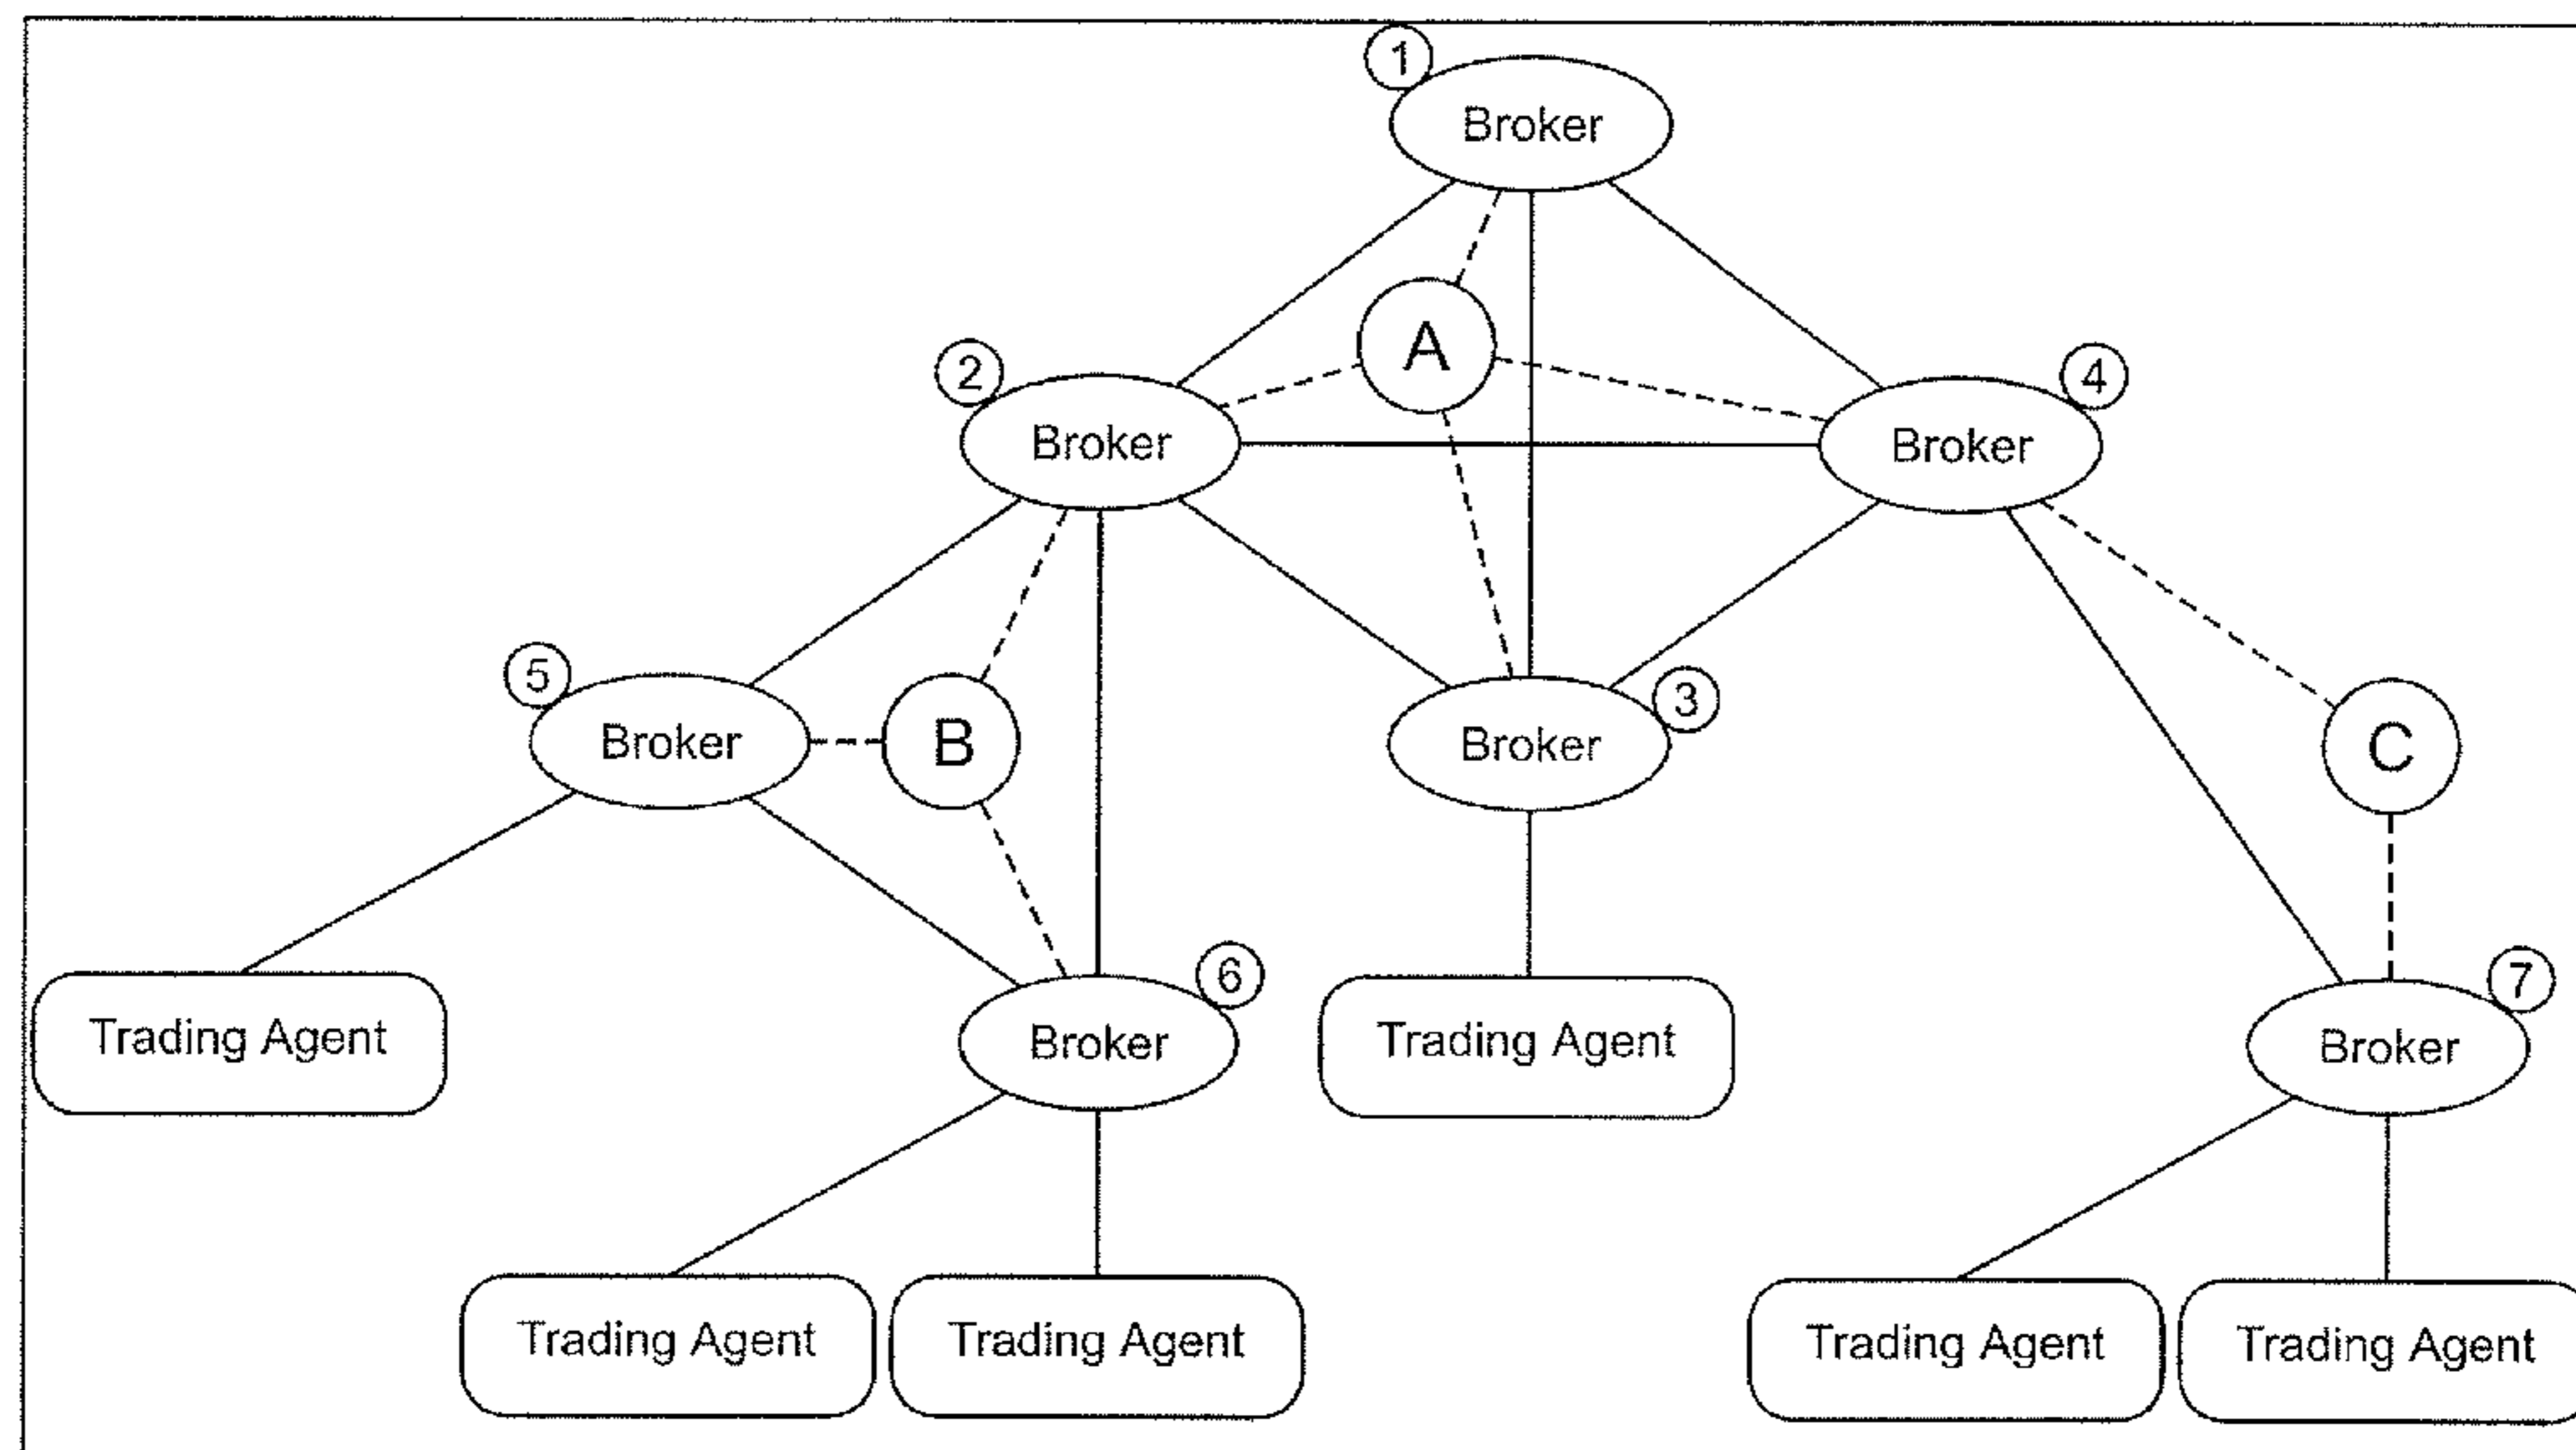 1
Broker
A
2
Broker
4
Broker
5
Broker
B
3
Broker
C
Trading Agent
6
Broker
Trading Agent
7
Broker
Trading Agent
Trading Agent
Trading Agent
Trading Agent